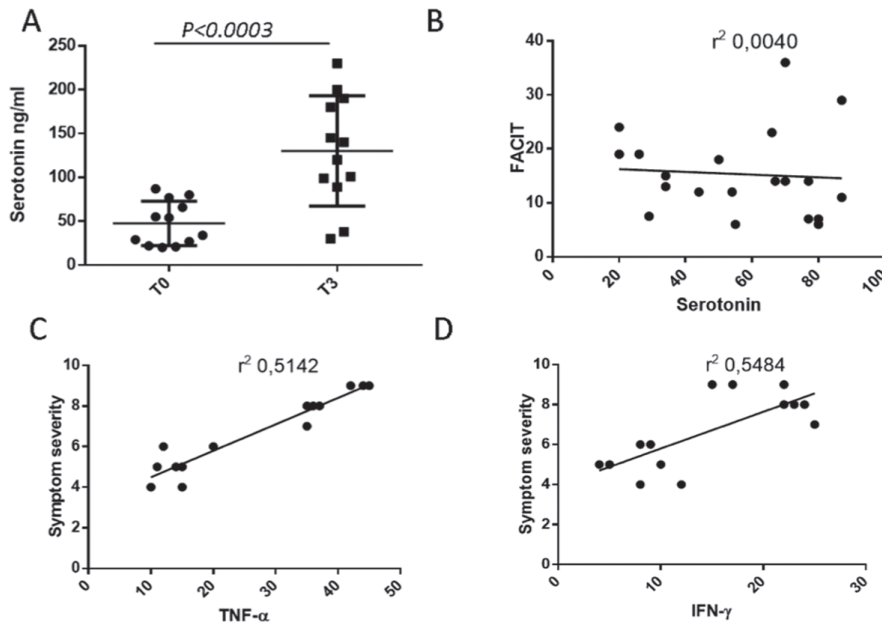 A
P<0.0003
Serotonin ng/ml
250
200
150
100
50
0
T0
T3
B
r² 0,0040
FACIT
40
30
20
10
0
0
20
40
60
80
100
Serotonin
C
r² 0,5142
Symptom severity
10
8
6
4
2
0
0
10
20
30
40
50
TNF-α
D
r² 0,5484
Symptom severity
10
8
6
4
2
0
0
10
20
30
IFN-γ